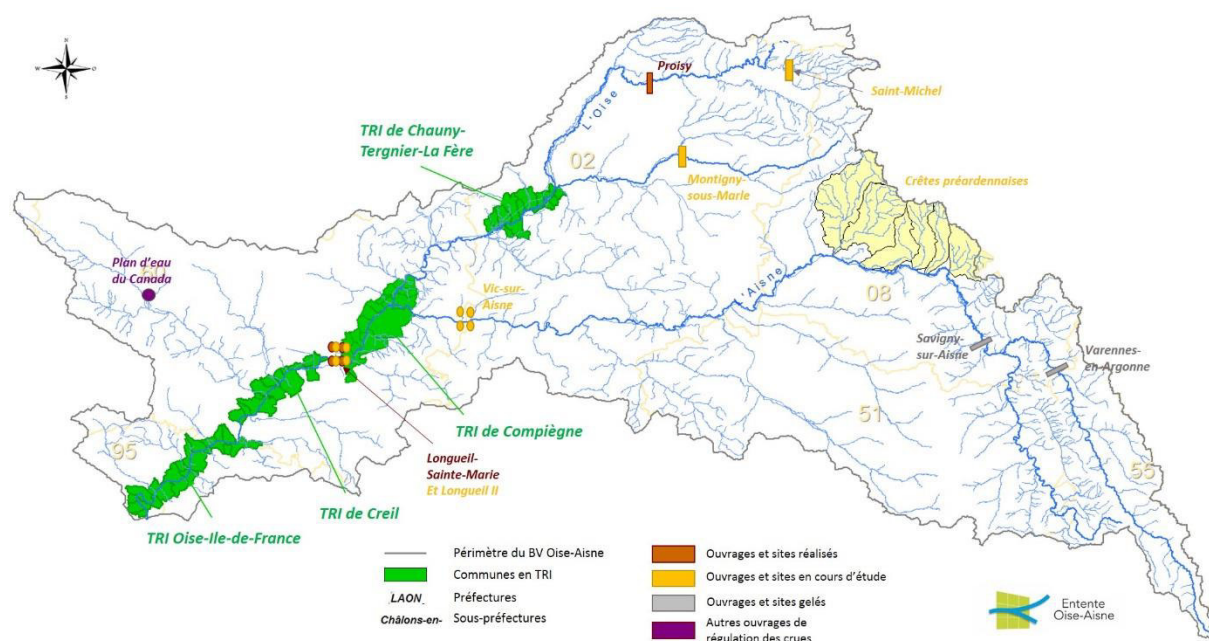 N
W
O
S
Proisy
Saint-Michel
L'Oise
TRI de Chauny-
Tergnier-La Fère
02
Montigny
sous-Marle
Crêtes préardennaises
Plan d'eau
du Canada
60
Vic-sur-
Aisne
l'Aisne
08
Savigny-
sur-Aisne
Varennes-
en-Argonne
51
55
95
TRI de Compiègne
Longueil-
Sainte-Marie
Et Longueil II
TRI de Creil
TRI Oise-Ile-de-France
Périmètre du BV Oise-Aisne
Communes en TRI
LAON
Préfectures
Châlons-en-
Sous-préfectures
Ouvrages et sites réalisés
Ouvrages et sites en cours d'étude
Ouvrages et sites gelés
Autres ouvrages de
régulation des crues
Entente
Oise-Aisne